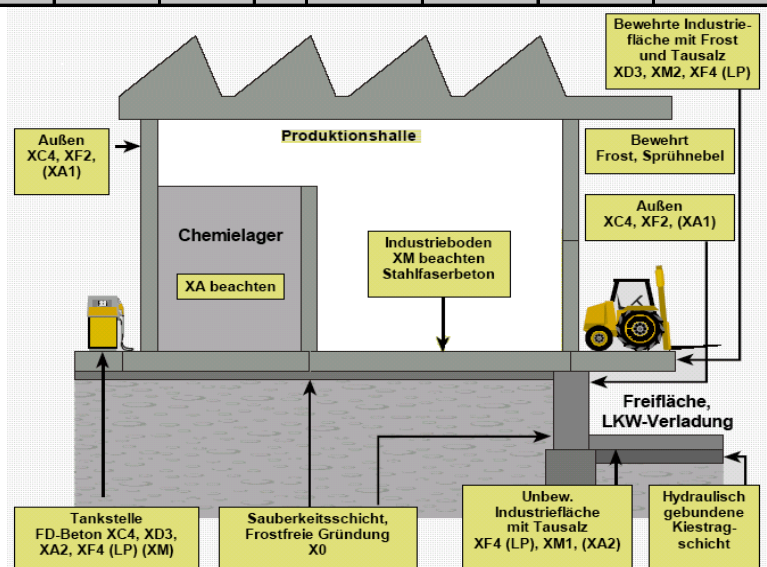 Bewehrte Industrie-
fläche mit Frost
und Tausalz
XD3, XM2, XF4 (LP)
Produktionshalle
Außen
XC4, XF2,
(XA1)
Bewehrt
Frost, Sprühnebel
Außen
XC4, XF2, (XA1)
Chemielager
XA beachten
Industrieboden
XM beachten
Stahlfaserbeton
Freifläche,
LKW-Verladung
Tankstelle
FD-Beton XC4, XD3,
XA2, XF4 (LP) (XM)
Sauberkeitsschicht,
Frostfreie Gründung
X0
Unbew.
Industriefläche
mit Tausalz
XF4 (LP), XM1, (XA2)
Hydraulisch
gebundene
Kiestrag-
schicht